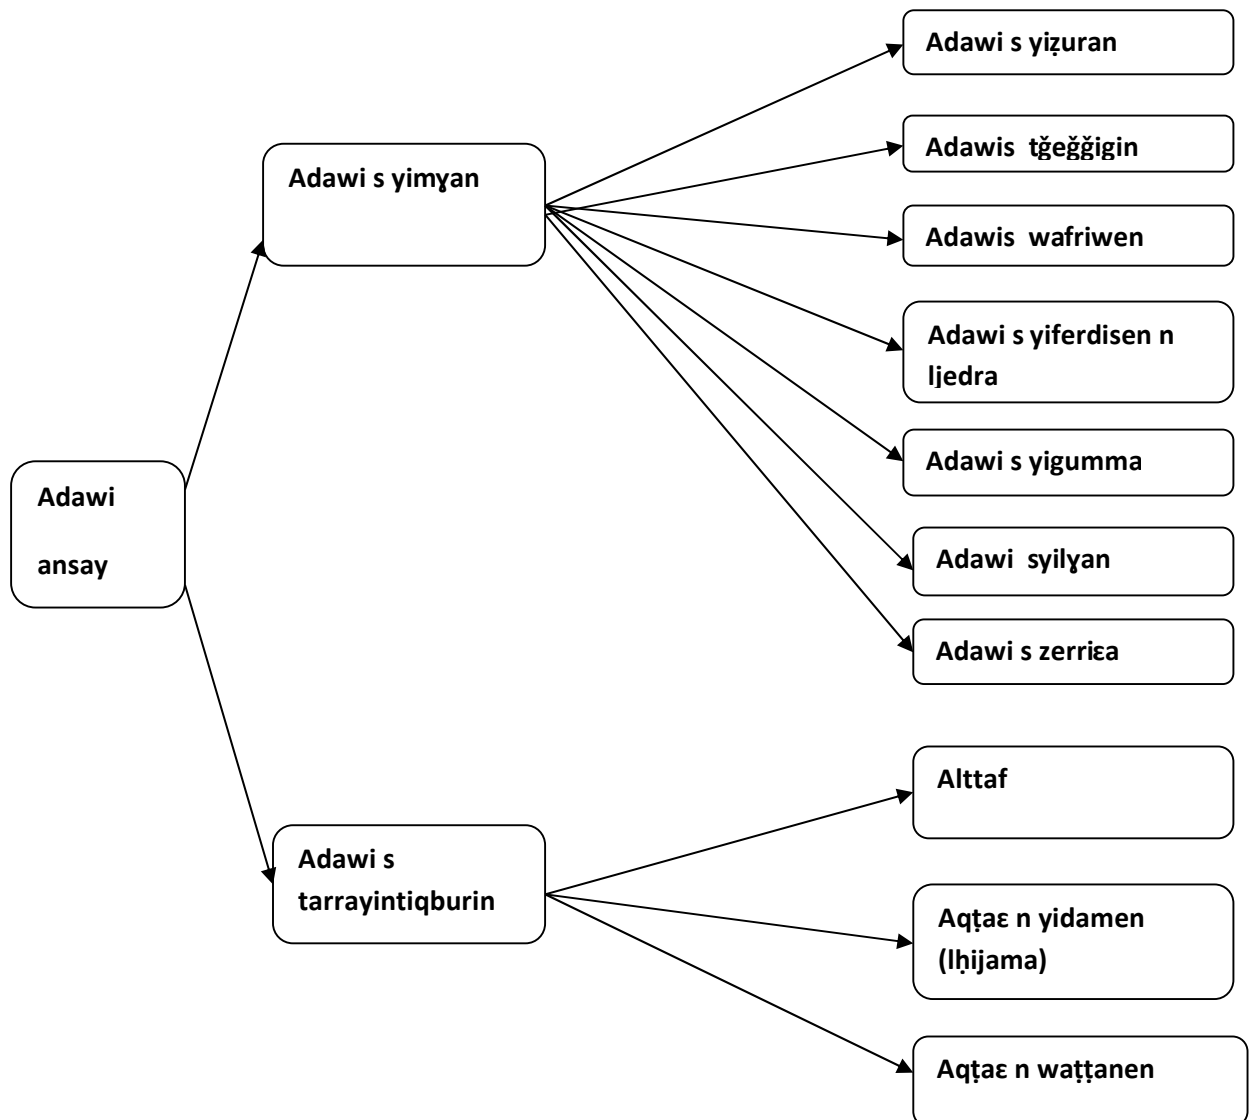 Adawi s yiẓuran
Adawis tǧeǧǧigin
Adawi s yimɣan
Adawis wafriwen
Adawi s yiferdisen n
ljedra
Adawi s yigumma
Adawi
ansay
Adawi syilɣan
Adawi s zerriɛa
Alttaf
Adawi s
tarrayintiqburin
Aqṭaɛ n yidamen
(lḥijama)
Aqṭaɛ n waṭṭanen